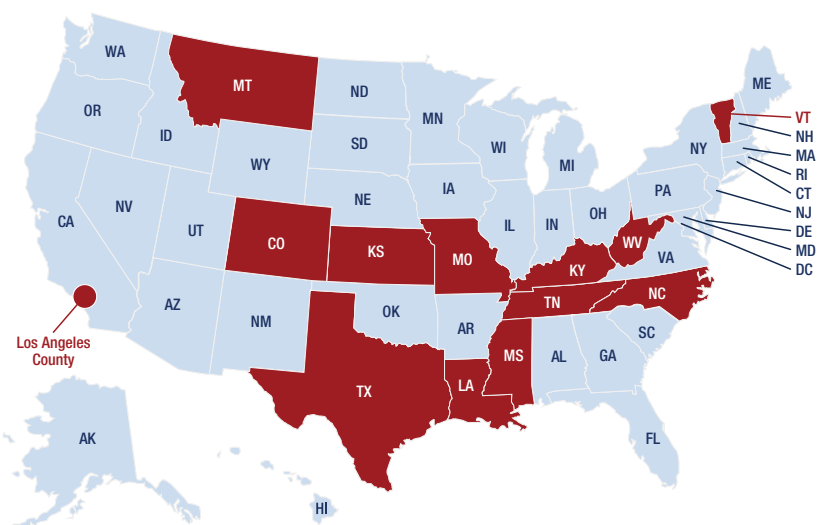 WA
MT
ND
MN
ME
VT
NH
MA
RI
CT
NJ
DE
MD
DC
OR
ID
SD
WI
MI
NY
WY
NE
IA
PA
CA
NV
UT
CO
KS
MO
IL
IN
OH
WV
VA
KY
AZ
NM
OK
AR
TN
NC
SC
Los Angeles
County
TX
LA
MS
AL
GA
FL
AK
HI